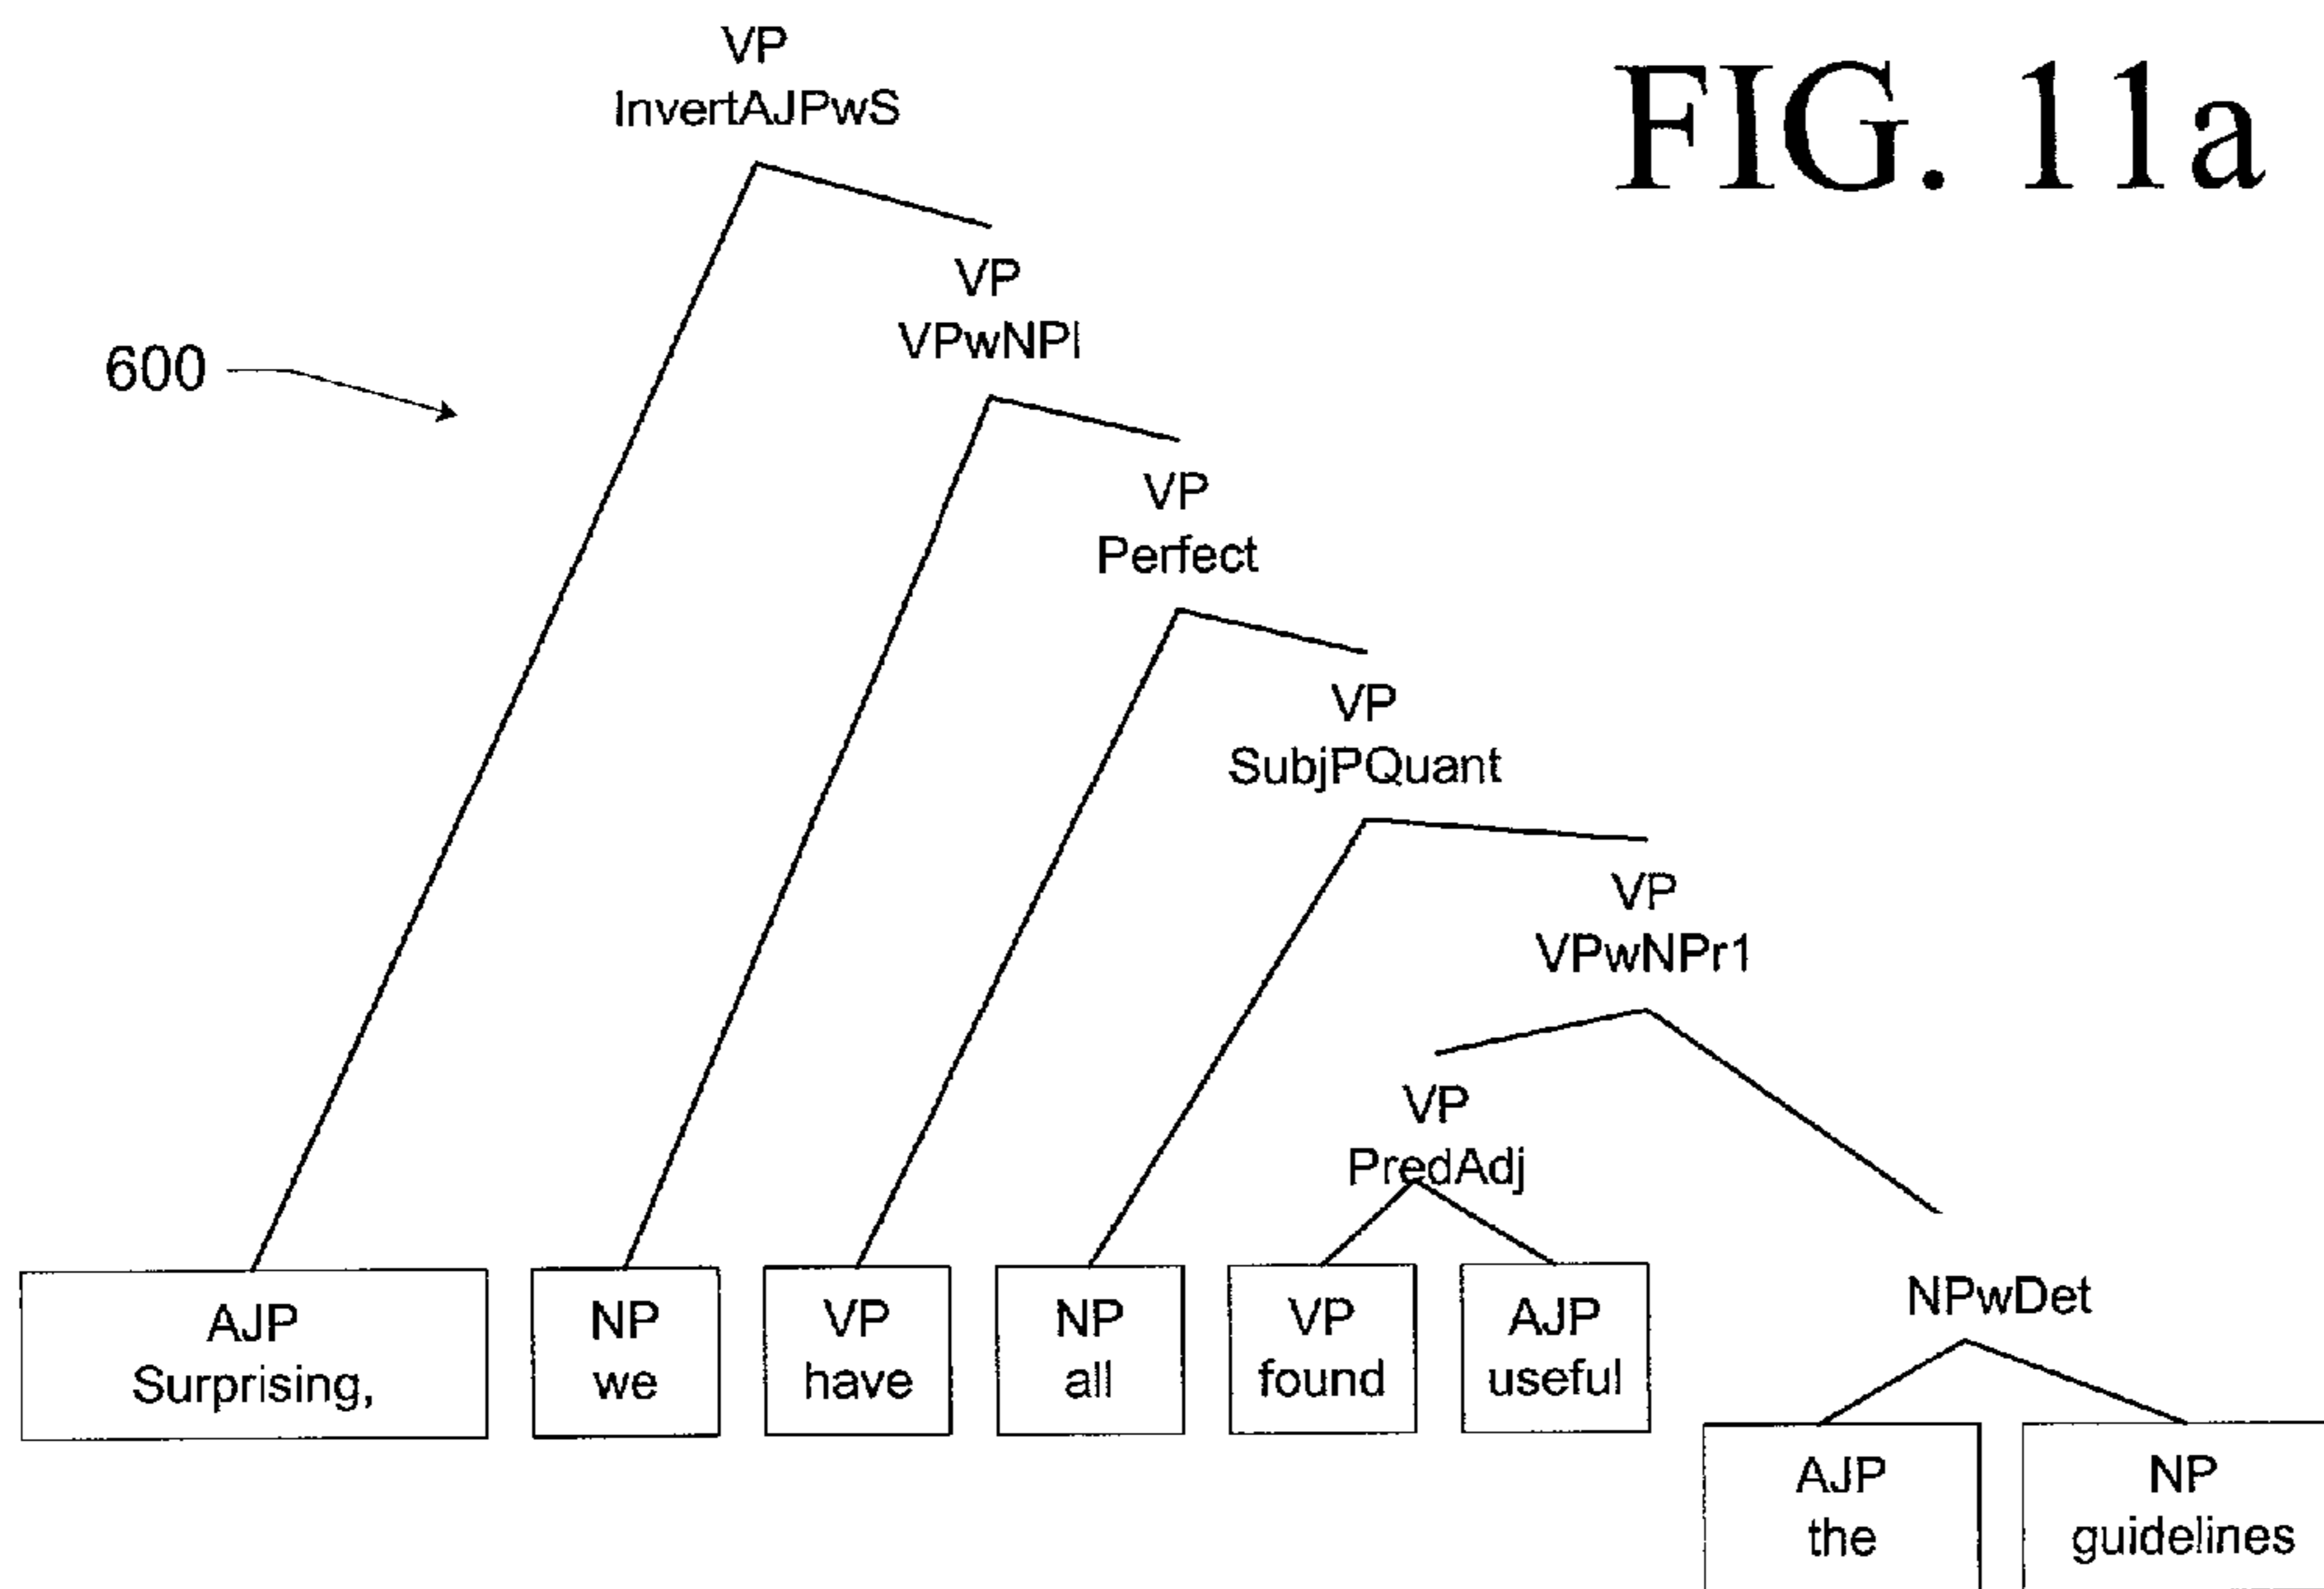 FIG. 11a
VP
InvertAJPwS
VP
VPwNPl
600
VP
Perfect
VP
SubjPQuant
VP
VPwNPr1
VP
PredAdj
NPwDet
AJP
Surprising,
NP
we
VP
have
NP
all
VP
found
AJP
useful
AJP
the
NP
guidelines